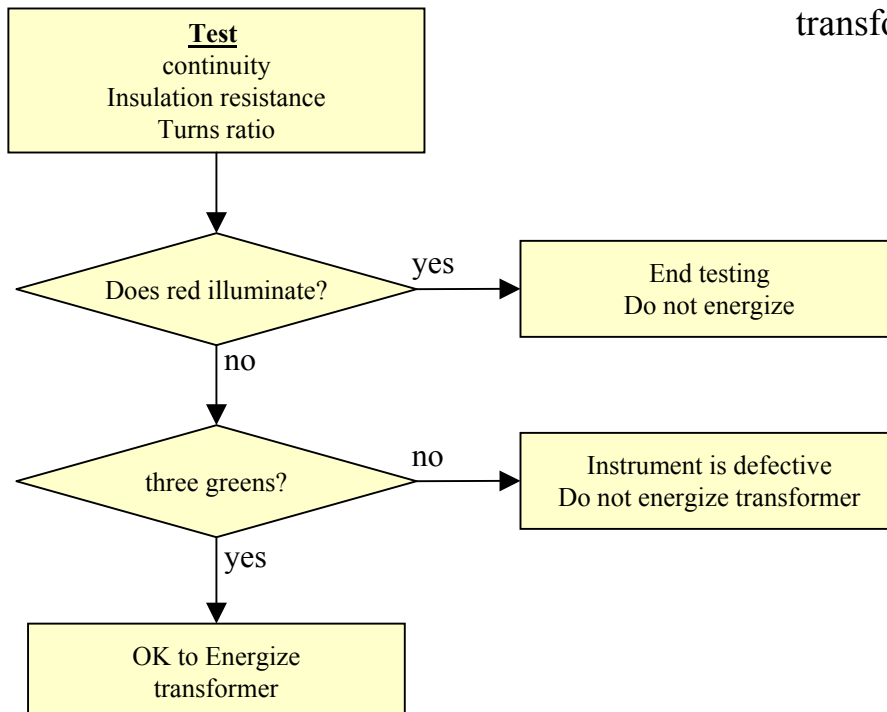 transfo
Test
continuity
Insulation resistance
Turns ratio
Does red illuminate?
yes
End testing
Do not energize
no
three greens?
no
Instrument is defective
Do not energize transformer
yes
OK to Energize
transformer